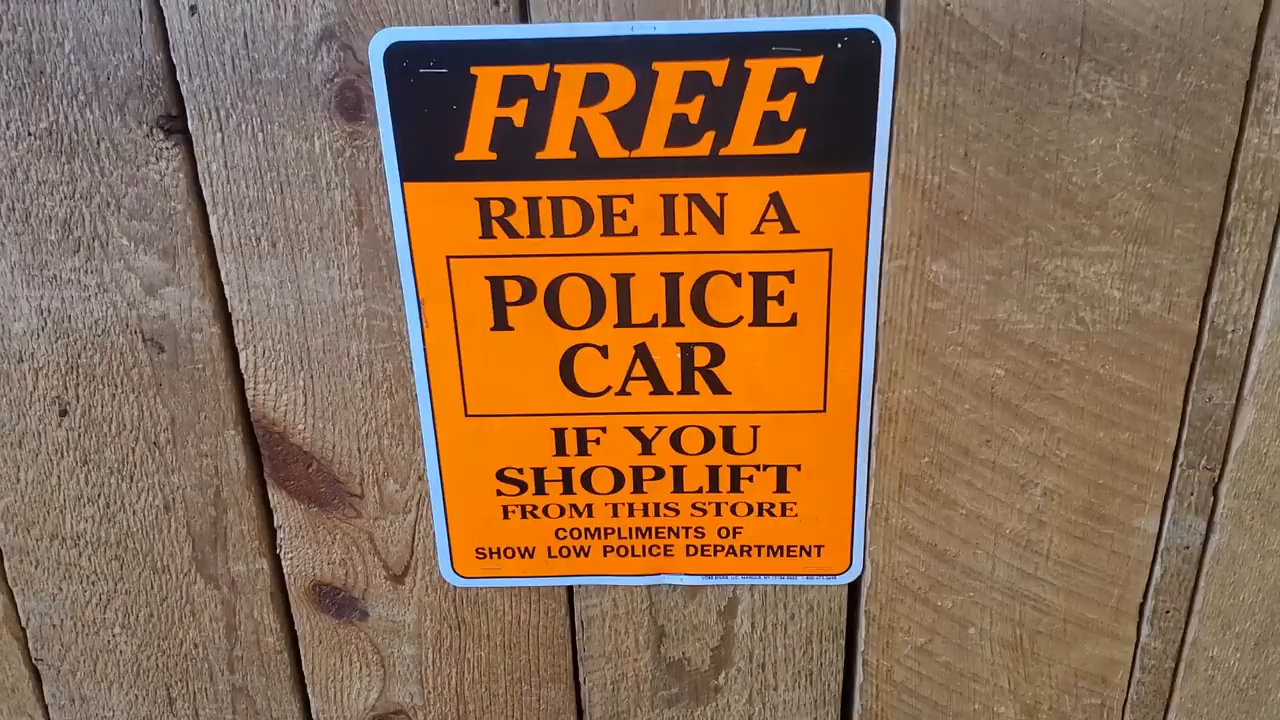 FREE
RIDE IN A
POLICE
CAR
IF YOU
SHOPLIFT
FROM THIS STORE
COMPLIMENTS OF
SHOW LOW POLICE DEPARTMENT